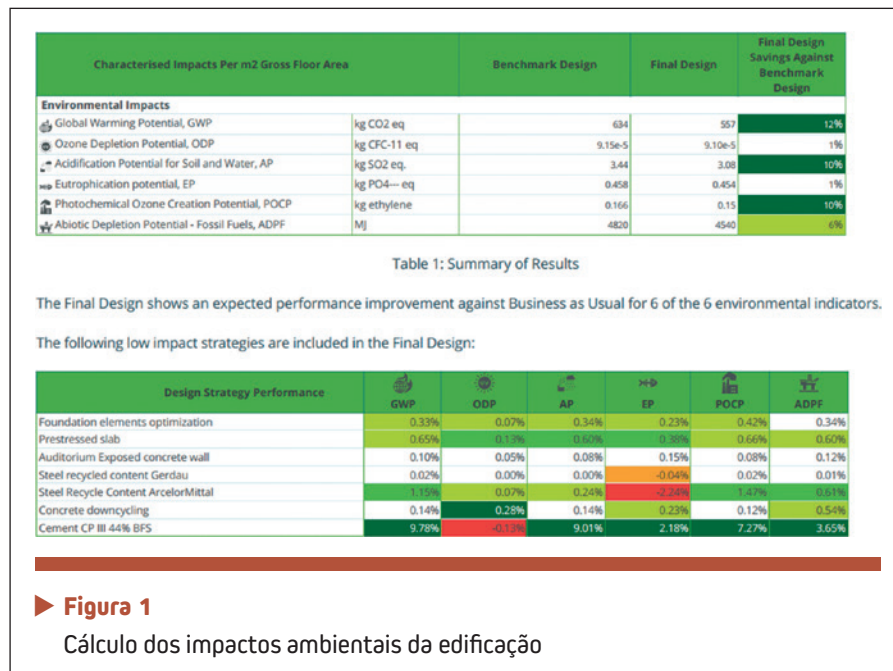 Characterised Impacts Per m2 Gross Floor Area Benchmark Design Final Design Final Design Savings Against Benchmark Design
Environmental Impacts
Global Warming Potential, GWP kg CO2 eq 634 557 12%
Ozone Depletion Potential, ODP kg CFC-11 eq 9.15e-5 9.10e-5 1%
Acidification Potential for Soil and Water, AP kg SO2 eq. 3.44 3.08 10%
Eutrophication potential, EP kg PO4--- eq 0.458 0.454 1%
Photochemical Ozone Creation Potential, POCP kg ethylene 0.166 0.15 10%
Abiotic Depletion Potential - Fossil Fuels, ADPF MJ 4820 4540 6%
Table 1: Summary of Results
The Final Design shows an expected performance improvement against Business as Usual for 6 of the 6 environmental indicators.
The following low impact strategies are included in the Final Design:
Design Strategy Performance GWP ODP AP EP POCP ADPF
Foundation elements optimization 0.33% 0.07% 0.34% 0.23% 0.42% 0.34%
Prestressed slab 0.65% 0.13% 0.60% 0.38% 0.66% 0.60%
Auditorium Exposed concrete wall 0.10% 0.05% 0.08% 0.15% 0.08% 0.12%
Steel recycled content Gerdau 0.02% 0.00% 0.00% -0.04% 0.02% 0.01%
Steel Recycle Content ArcelorMittal 1.15% 0.07% 0.24% -2.24% 1.47% 0.61%
Concrete downcycling 0.14% 0.28% 0.14% 0.23% 0.12% 0.54%
Cement CP III 44% BFS 9.78% -0.13% 9.01% 2.18% 7.27% 3.65%
Figura 1
Cálculo dos impactos ambientais da edificação